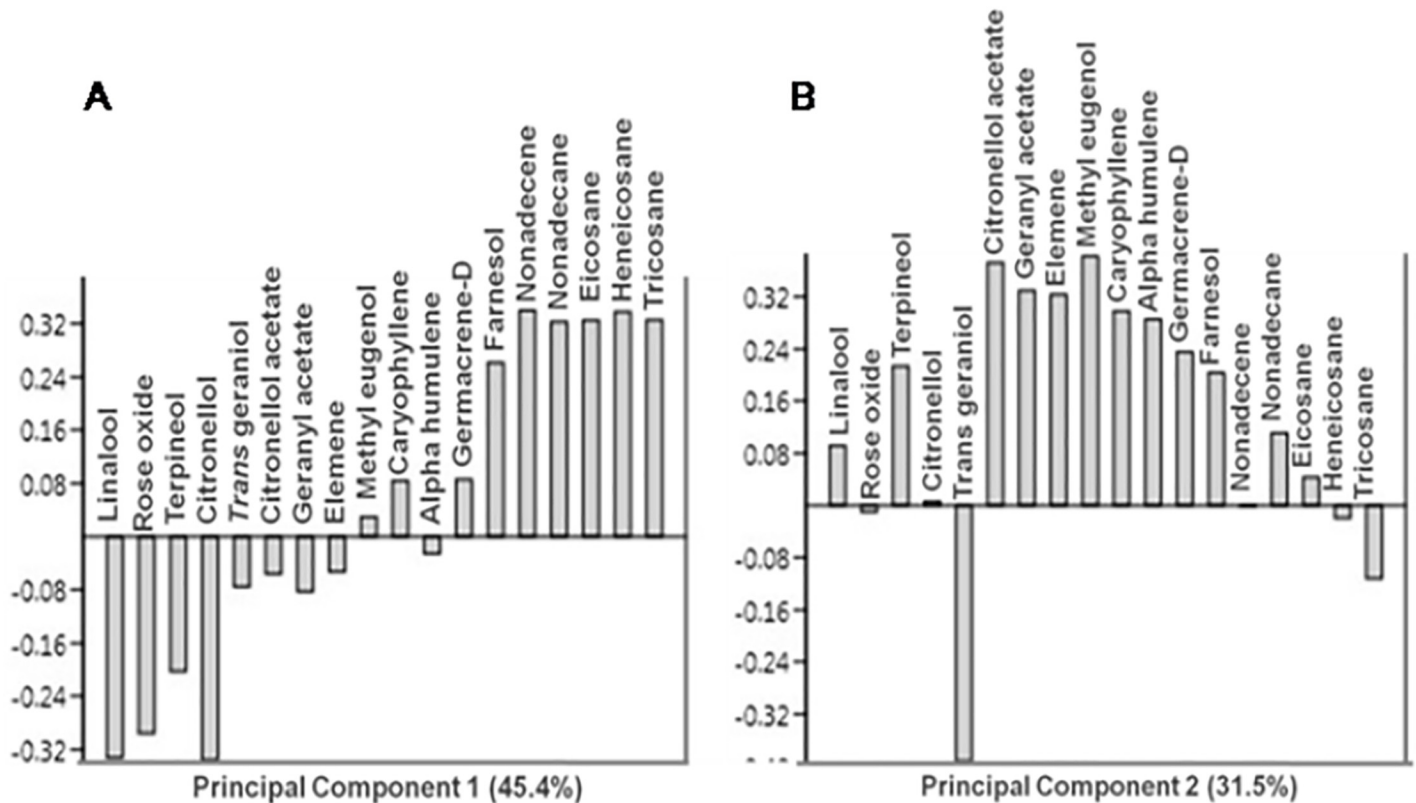 A
Linalool
Rose oxide
Terpineol
Citronellol
Trans geraniol
Citronellol acetate
Geranyl acetate
Elemene
Methyl eugenol
Caryophyllene
Alpha humulene
Germacrene-D
Farnesol
Nonadecene
Nonadecane
Eicosane
Heneicosane
Tricosane
0.32
0.24
0.16
0.08
-0.08
-0.16
-0.24
-0.32
Principal Component 1 (45.4%)
B
Linalool
Rose oxide
Terpineol
Citronellol
Trans geraniol
Citronellol acetate
Geranyl acetate
Elemene
Methyl eugenol
Caryophyllene
Alpha humulene
Germacrene-D
Farnesol
Nonadecene
Nonadecane
Eicosane
Heneicosane
Tricosane
0.32
0.24
0.16
0.08
-0.08
-0.16
-0.24
-0.32
Principal Component 2 (31.5%)